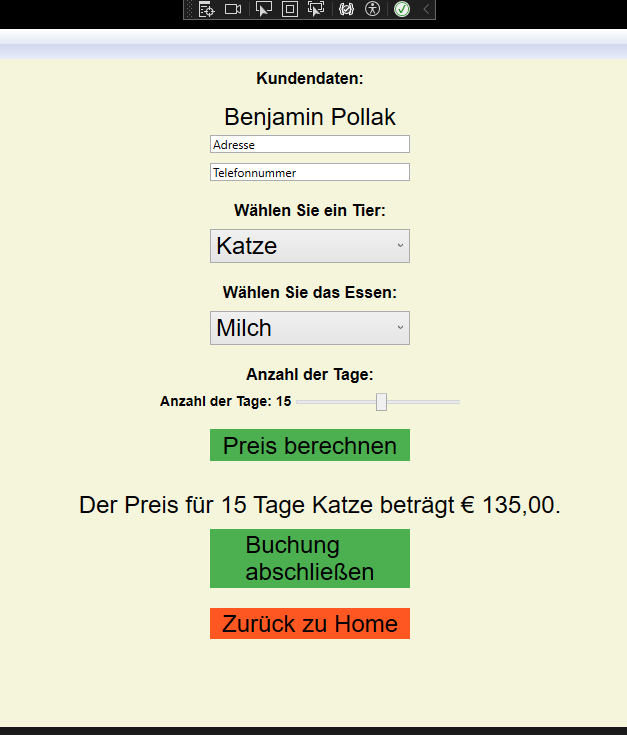 Kundendaten:
Benjamin Pollak
Adresse
Telefonnummer
Wählen Sie ein Tier:
Katze
Wählen Sie das Essen:
Milch
Anzahl der Tage:
Anzahl der Tage: 15
Preis berechnen
Der Preis für 15 Tage Katze beträgt € 135,00.
Buchung
abschließen
Zurück zu Home